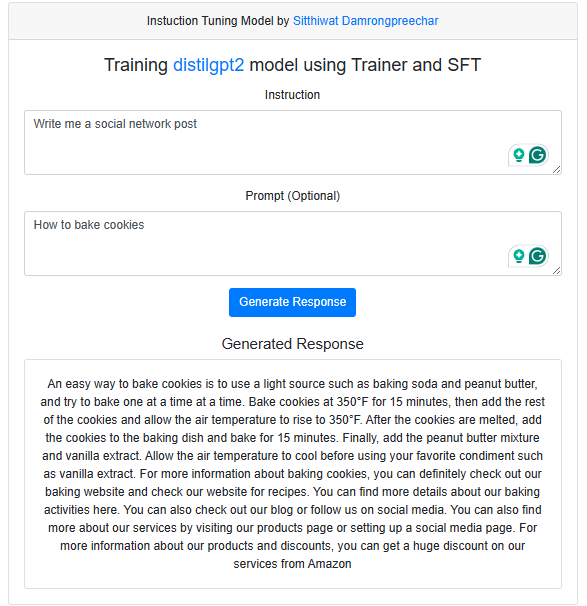 Instuction Tuning Model by Sitthiwat Damrongpreechar
Training distilgpt2 model using Trainer and SFT
Instruction
Write me a social network post
Prompt (Optional)
How to bake cookies
Generate Response
Generated Response
An easy way to bake cookies is to use a light source such as baking soda and peanut butter,
and try to bake one at a time at a time. Bake cookies at 350°F for 15 minutes, then add the rest
of the cookies and allow the air temperature to rise to 350°F. After the cookies are melted, add
the cookies to the baking dish and bake for 15 minutes. Finally, add the peanut butter mixture
and vanilla extract. Allow the air temperature to cool before using your favorite condiment such
as vanilla extract. For more information about baking cookies, you can definitely check out our
baking website and check our website for recipes. You can find more details about our baking
activities here. You can also check out our blog or follow us on social media. You can also find
more about our services by visiting our products page or setting up a social media page. For
more information about our products and discounts, you can get a huge discount on our
services from Amazon